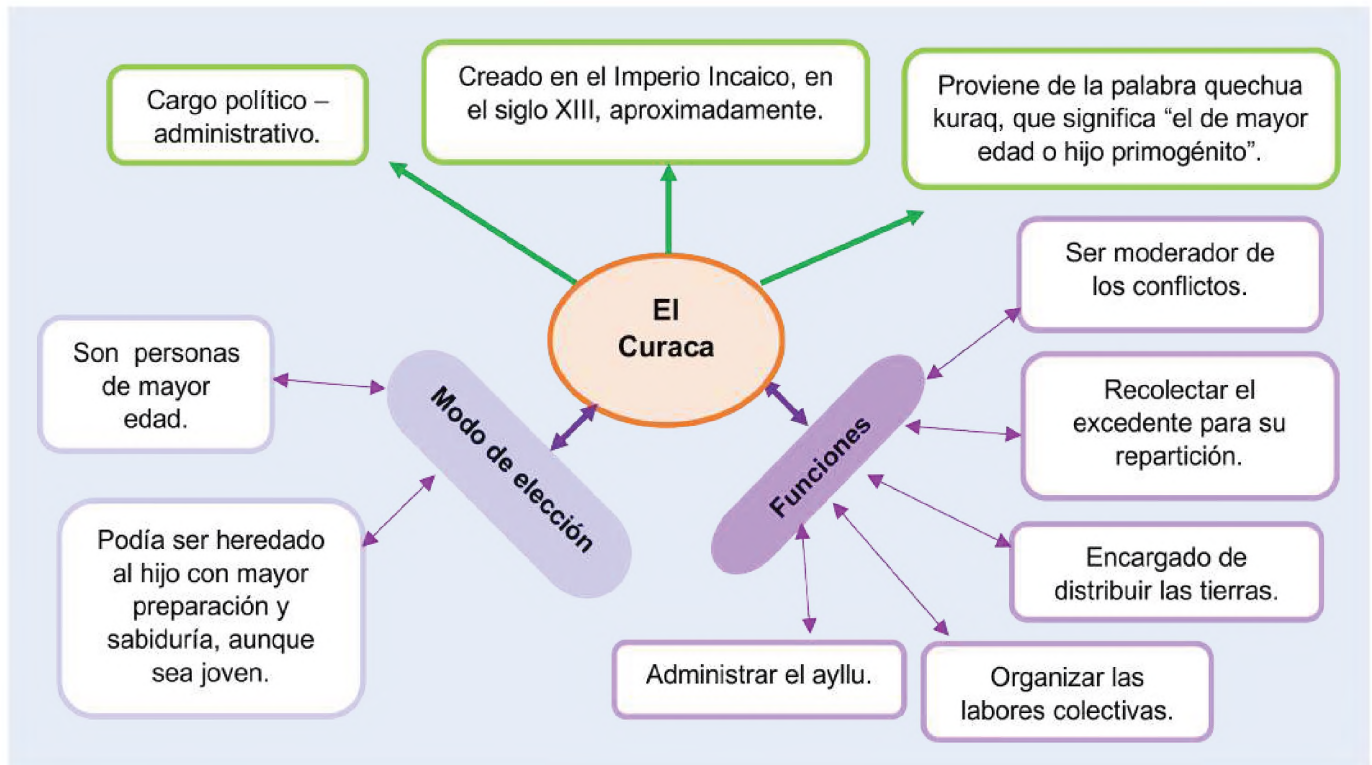 Cargo político –
administrativo.
Creado en el Imperio Incaico, en
el siglo XIII, aproximadamente.
Proviene de la palabra quechua
kuraq, que significa “el de mayor
edad o hijo primogénito”.
El
Curaca
Modo de elección
Son personas
de mayor
edad.
Podía ser heredado
al hijo con mayor
preparación y
sabiduría, aunque
sea joven.
Funciones
Ser moderador de
los conflictos.
Recolectar el
excedente para su
repartición.
Encargado de
distribuir las tierras.
Organizar las
labores colectivas.
Administrar el ayllu.